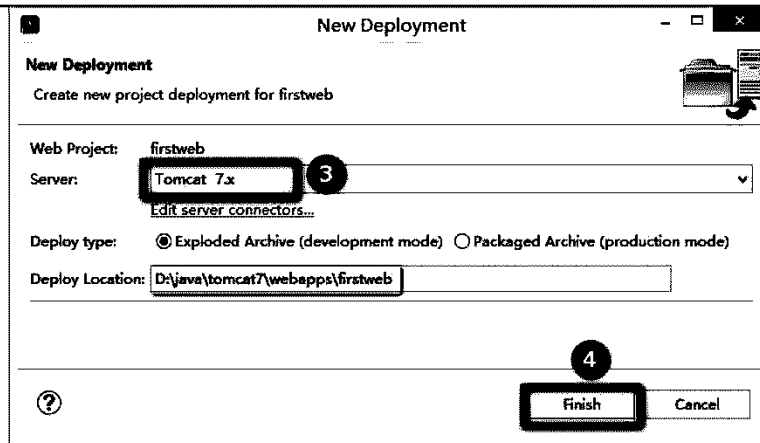 New Deployment
New Deployment
Create new project deployment for firstweb
Web Project: firstweb
Server: Tomcat 7.x 3
Edit server connectors...
Deploy type: Exploded Archive (development mode) Packaged Archive (production mode)
Deploy Location: D:\java\tomcat7\webapps\firstweb
4
? Finish Cancel